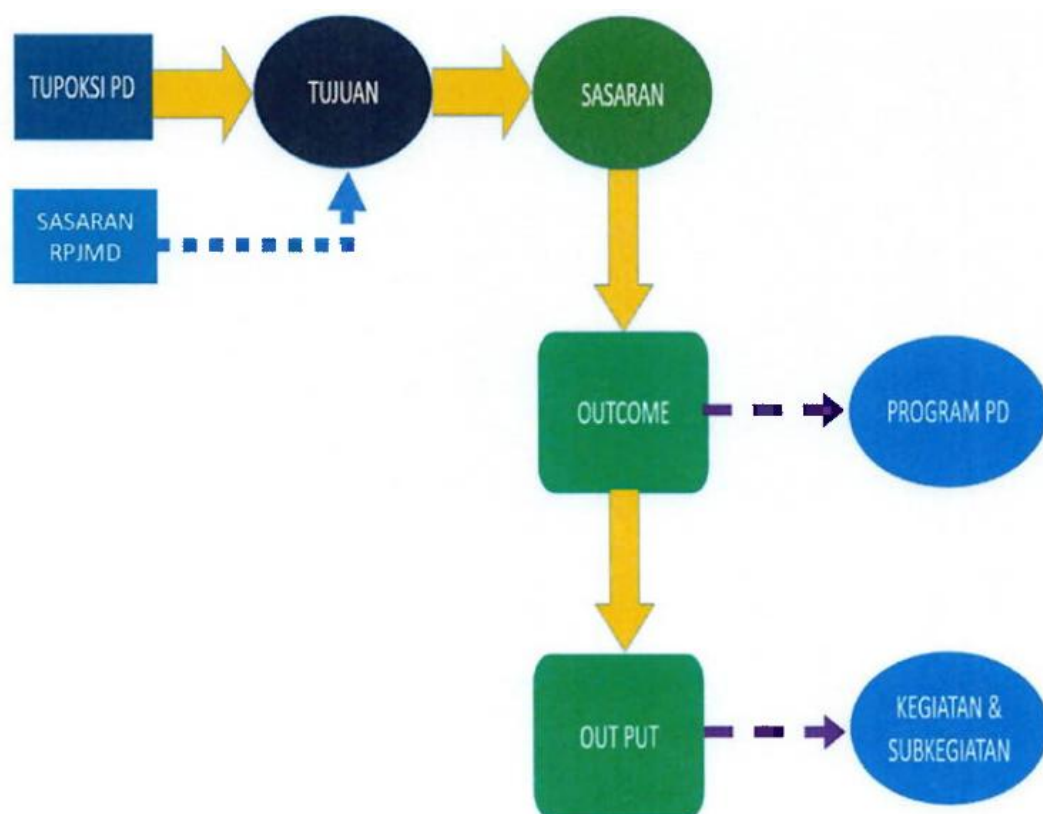 TUPOKSI PD
TUJUAN
SASARAN
SASARAN
RPJMD
OUTCOME
PROGRAM PD
OUT PUT
KEGIATAN &
SUBKEGIATAN